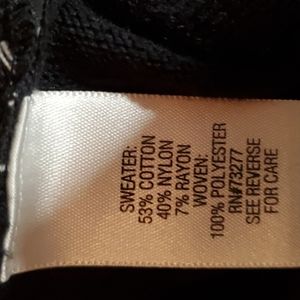 SWEATER:
53% COTTON
40% NYLON
7% RAYON
WOVEN:
100% POLYESTER
RN#73277
SEE REVERSE
FOR CARE